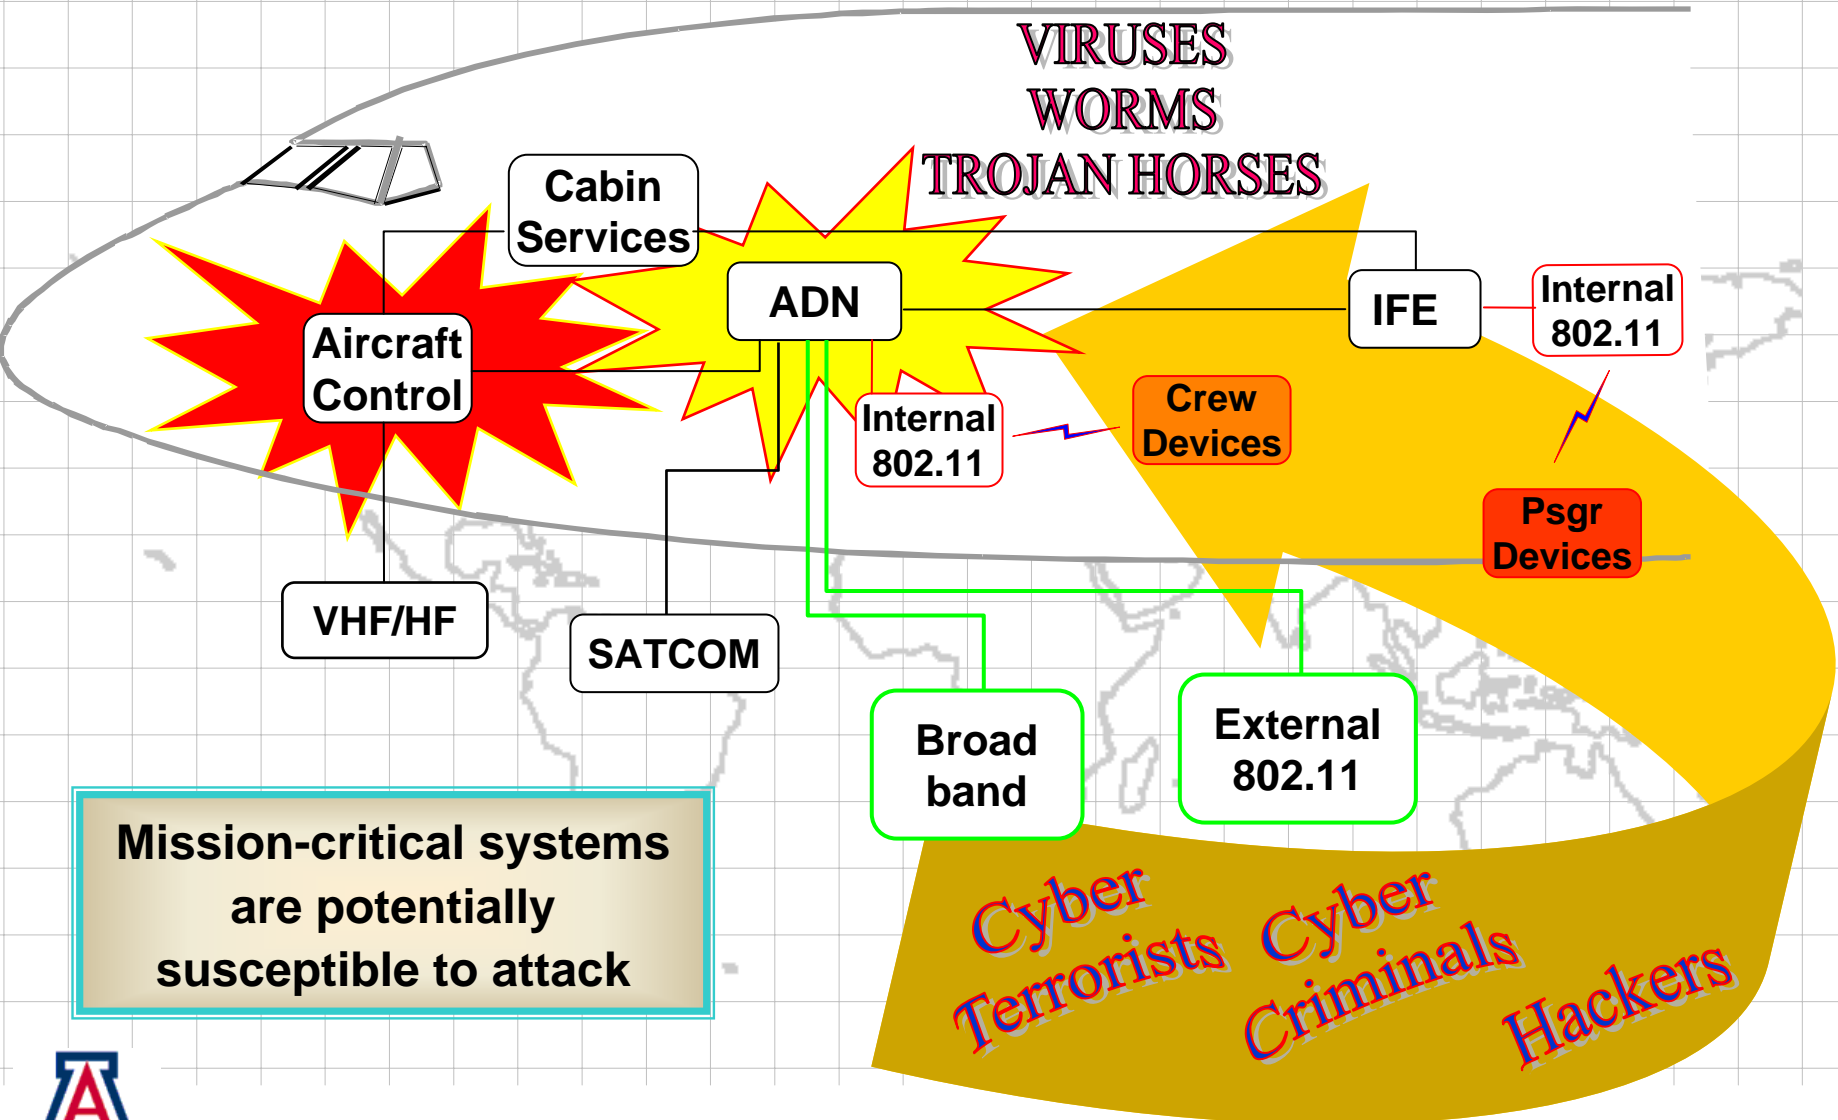 VIRUSES
WORMS
TROJAN HORSES
Cabin
Services
ADN
IFE
Internal
802.11
Aircraft
Control
Internal
802.11
Crew
Devices
Psgr
Devices
VHF/HF
SATCOM
Broad
band
External
802.11
Mission-critical systems
are potentially
susceptible to attack
Cyber
Terrorists
Cyber
Criminals
Hackers
A